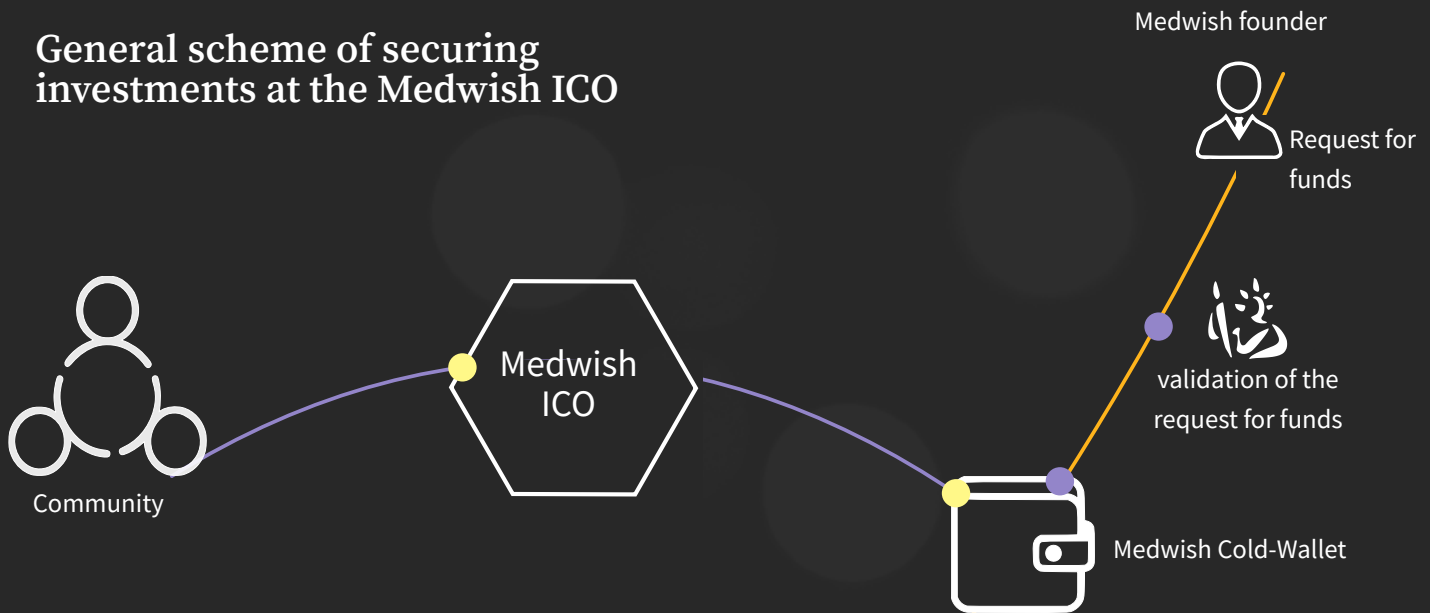 General scheme of securing
investments at the Medwish ICO
Medwish founder
Request for
funds
Medwish
ICO
validation of the
request for funds
Community
Medwish Cold-Wallet